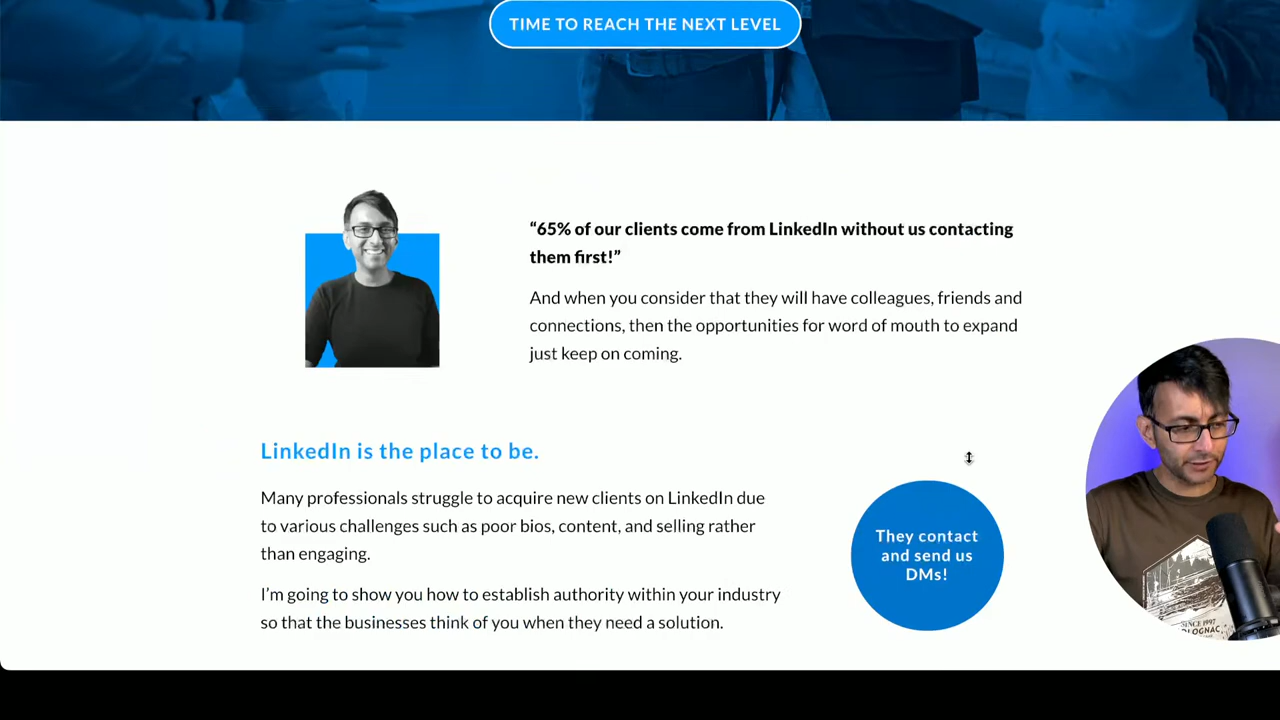 TIME TO REACH THE NEXT LEVEL
“65% of our clients come from LinkedIn without us contacting
them first!”
And when you consider that they will have colleagues, friends and
connections, then the opportunities for word of mouth to expand
just keep on coming.
LinkedIn is the place to be.
Many professionals struggle to acquire new clients on LinkedIn due
to various challenges such as poor bios, content, and selling rather
than engaging.
I’m going to show you how to establish authority within your industry
so that the businesses think of you when they need a solution.
They contact
and send us
DMs!
SINCE 1997